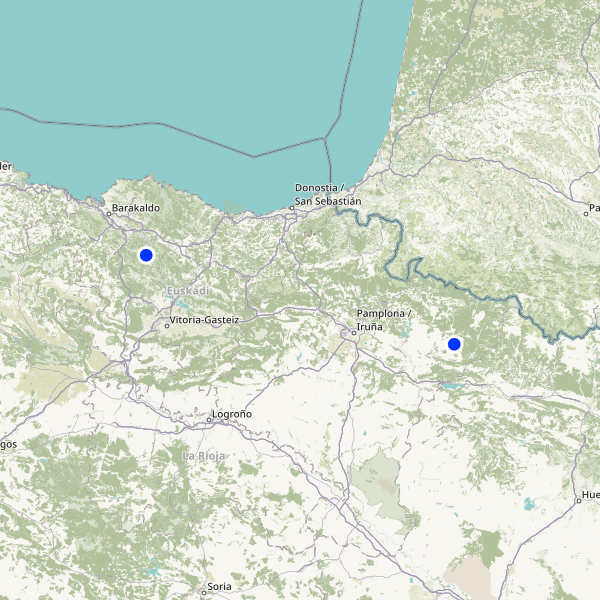 der
Barakaldo
Donostia /
San Sebastián
Pa
Euskadi
Vitoria-Gasteiz
Pamplona /
Iruña
Logroño
gos
La Rioja
Hue
Soria